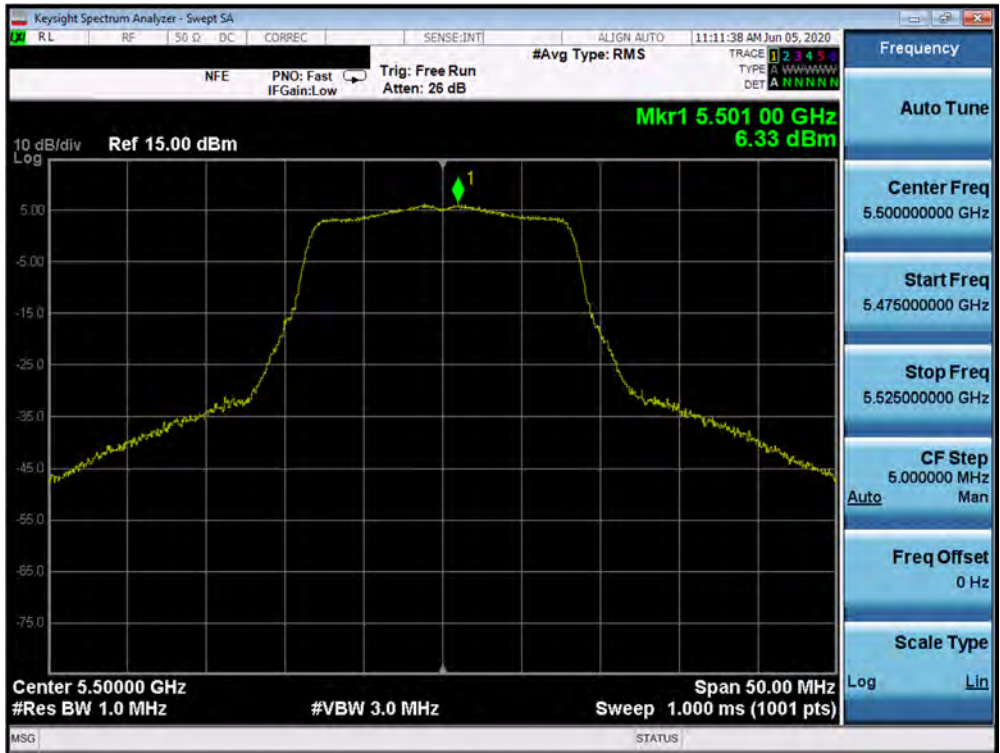 Keysight Spectrum Analyzer - Swept SA
LXI RL RF 50 Ω DC CORREC SENSE:INT ALIGN AUTO 11:11:38 AM Jun 05, 2020
NFE PNO: Fast Trig: Free Run #Avg Type: RMS TRACE 1 2 3 4 5 6
IFGain:Low Atten: 26 dB TYPE A WWWWW
DET A N N N N N
Mkr1 5.501 00 GHz
6.33 dBm
10 dB/div Ref 15.00 dBm
Log
1
5.00
-5.00
-15.0
-25.0
-35.0
-45.0
-55.0
-65.0
-75.0
Center 5.50000 GHz Span 50.00 MHz
#Res BW 1.0 MHz #VBW 3.0 MHz Sweep 1.000 ms (1001 pts)
MSG STATUS
Frequency
Auto Tune
Center Freq
5.500000000 GHz
Start Freq
5.475000000 GHz
Stop Freq
5.525000000 GHz
CF Step
5.000000 MHz
Auto Man
Freq Offset
0 Hz
Scale Type
Log Lin